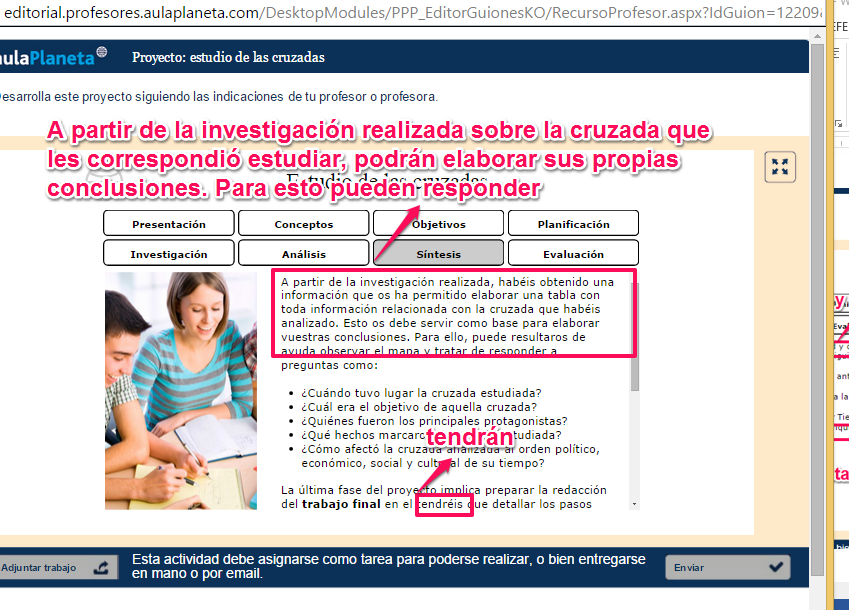 editorial.profesores.aulaplaneta.com/DesktopModules/PPP_EditorGuionesKO/RecursoProfesor.aspx?IdGuion=12209
aulaPlaneta Proyecto: estudio de las cruzadas
Desarrolla este proyecto siguiendo las indicaciones de tu profesor o profesora.
A partir de la investigación realizada sobre la cruzada que
les correspondió estudiar, podrán elaborar sus propias
conclusiones. Para esto pueden responder
Estudio de las cruzadas
Presentación Conceptos Objetivos Planificación
Investigación Análisis Síntesis Evaluación
A partir de la investigación realizada, habéis obtenido una
información que os ha permitido elaborar una tabla con
toda información relacionada con la cruzada que habéis
analizado. Esto os debe servir como base para elaborar
vuestras conclusiones. Para ello, puede resultaros de
ayuda observar el mapa y tratar de responder a
preguntas como:
• ¿Cuándo tuvo lugar la cruzada estudiada?
• ¿Cuál era el objetivo de aquella cruzada?
• ¿Quiénes fueron los principales protagonistas?
• ¿Qué hechos marcaron estudiada?
tendrán
• ¿Cómo afectó la cruzada analizada al orden político,
económico, social y cultural de su tiempo?
La última fase del proyecto implica preparar la redacción
del trabajo final en el tendréis que detallar los pasos
Adjuntar trabajo
Esta actividad debe asignarse como tarea para poderse realizar, o bien entregarse
en mano o por email.
Enviar